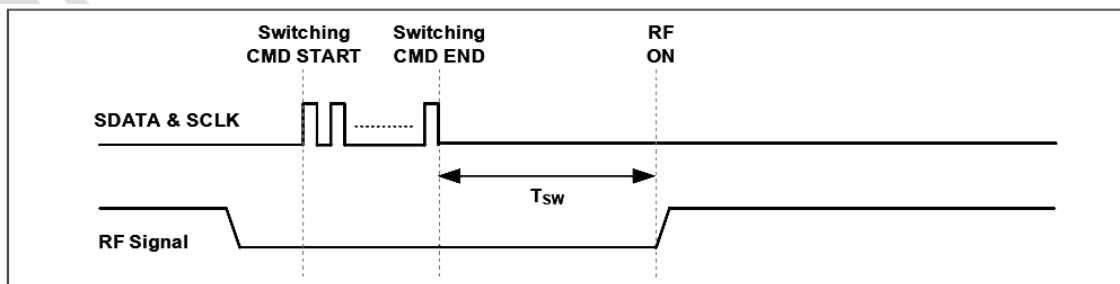 Switching
CMD START
Switching
CMD END
RF
ON
SDATA & SCLK
TSW
RF Signal